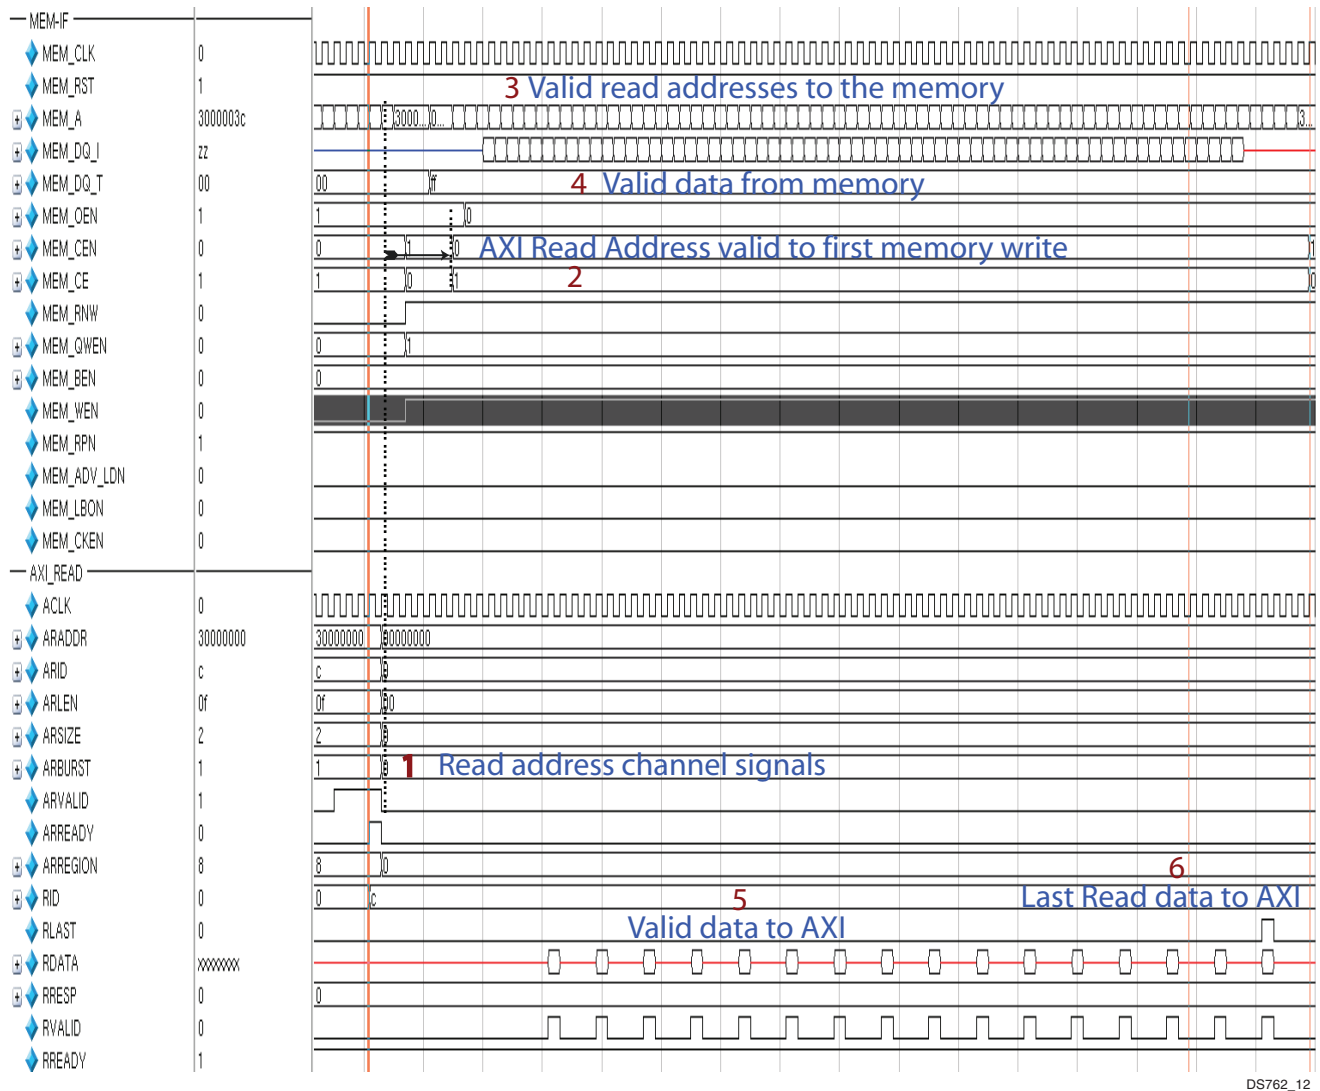 MEM-IF
MEM_CLK 0
MEM_RST 1 3 Valid read addresses to the memory
MEM_A 3000003c 3000... 0... 3...
MEM_DQ_I zz
MEM_DQ_T 00 00 ff 4 Valid data from memory
MEM_OEN 1 1 0
MEM_CEN 0 0 1 0 AXI Read Address valid to first memory write 1
MEM_CE 1 1 0 1 2 0
MEM_RNW 0
MEM_QWEN 0 0 1
MEM_BEN 0 0
MEM_WEN 0
MEM_RPN 1
MEM_ADV_LDN 0
MEM_LBON 0
MEM_CKEN 0
AXI_READ
ACLK 0
ARADDR 30000000 30000000 00000000
ARID c c 0
ARLEN 0f 0f 00
ARSIZE 2 2 0
ARBURST 1 1 0 1 Read address channel signals
ARVALID 1
ARREADY 0
ARREGION 8 8 0 6
RID 0 0 c 5 Last Read data to AXI
RLAST 0 Valid data to AXI
RDATA xxxxxxxx
RRESP 0 0
RVALID 0
RREADY 1
DS762_12